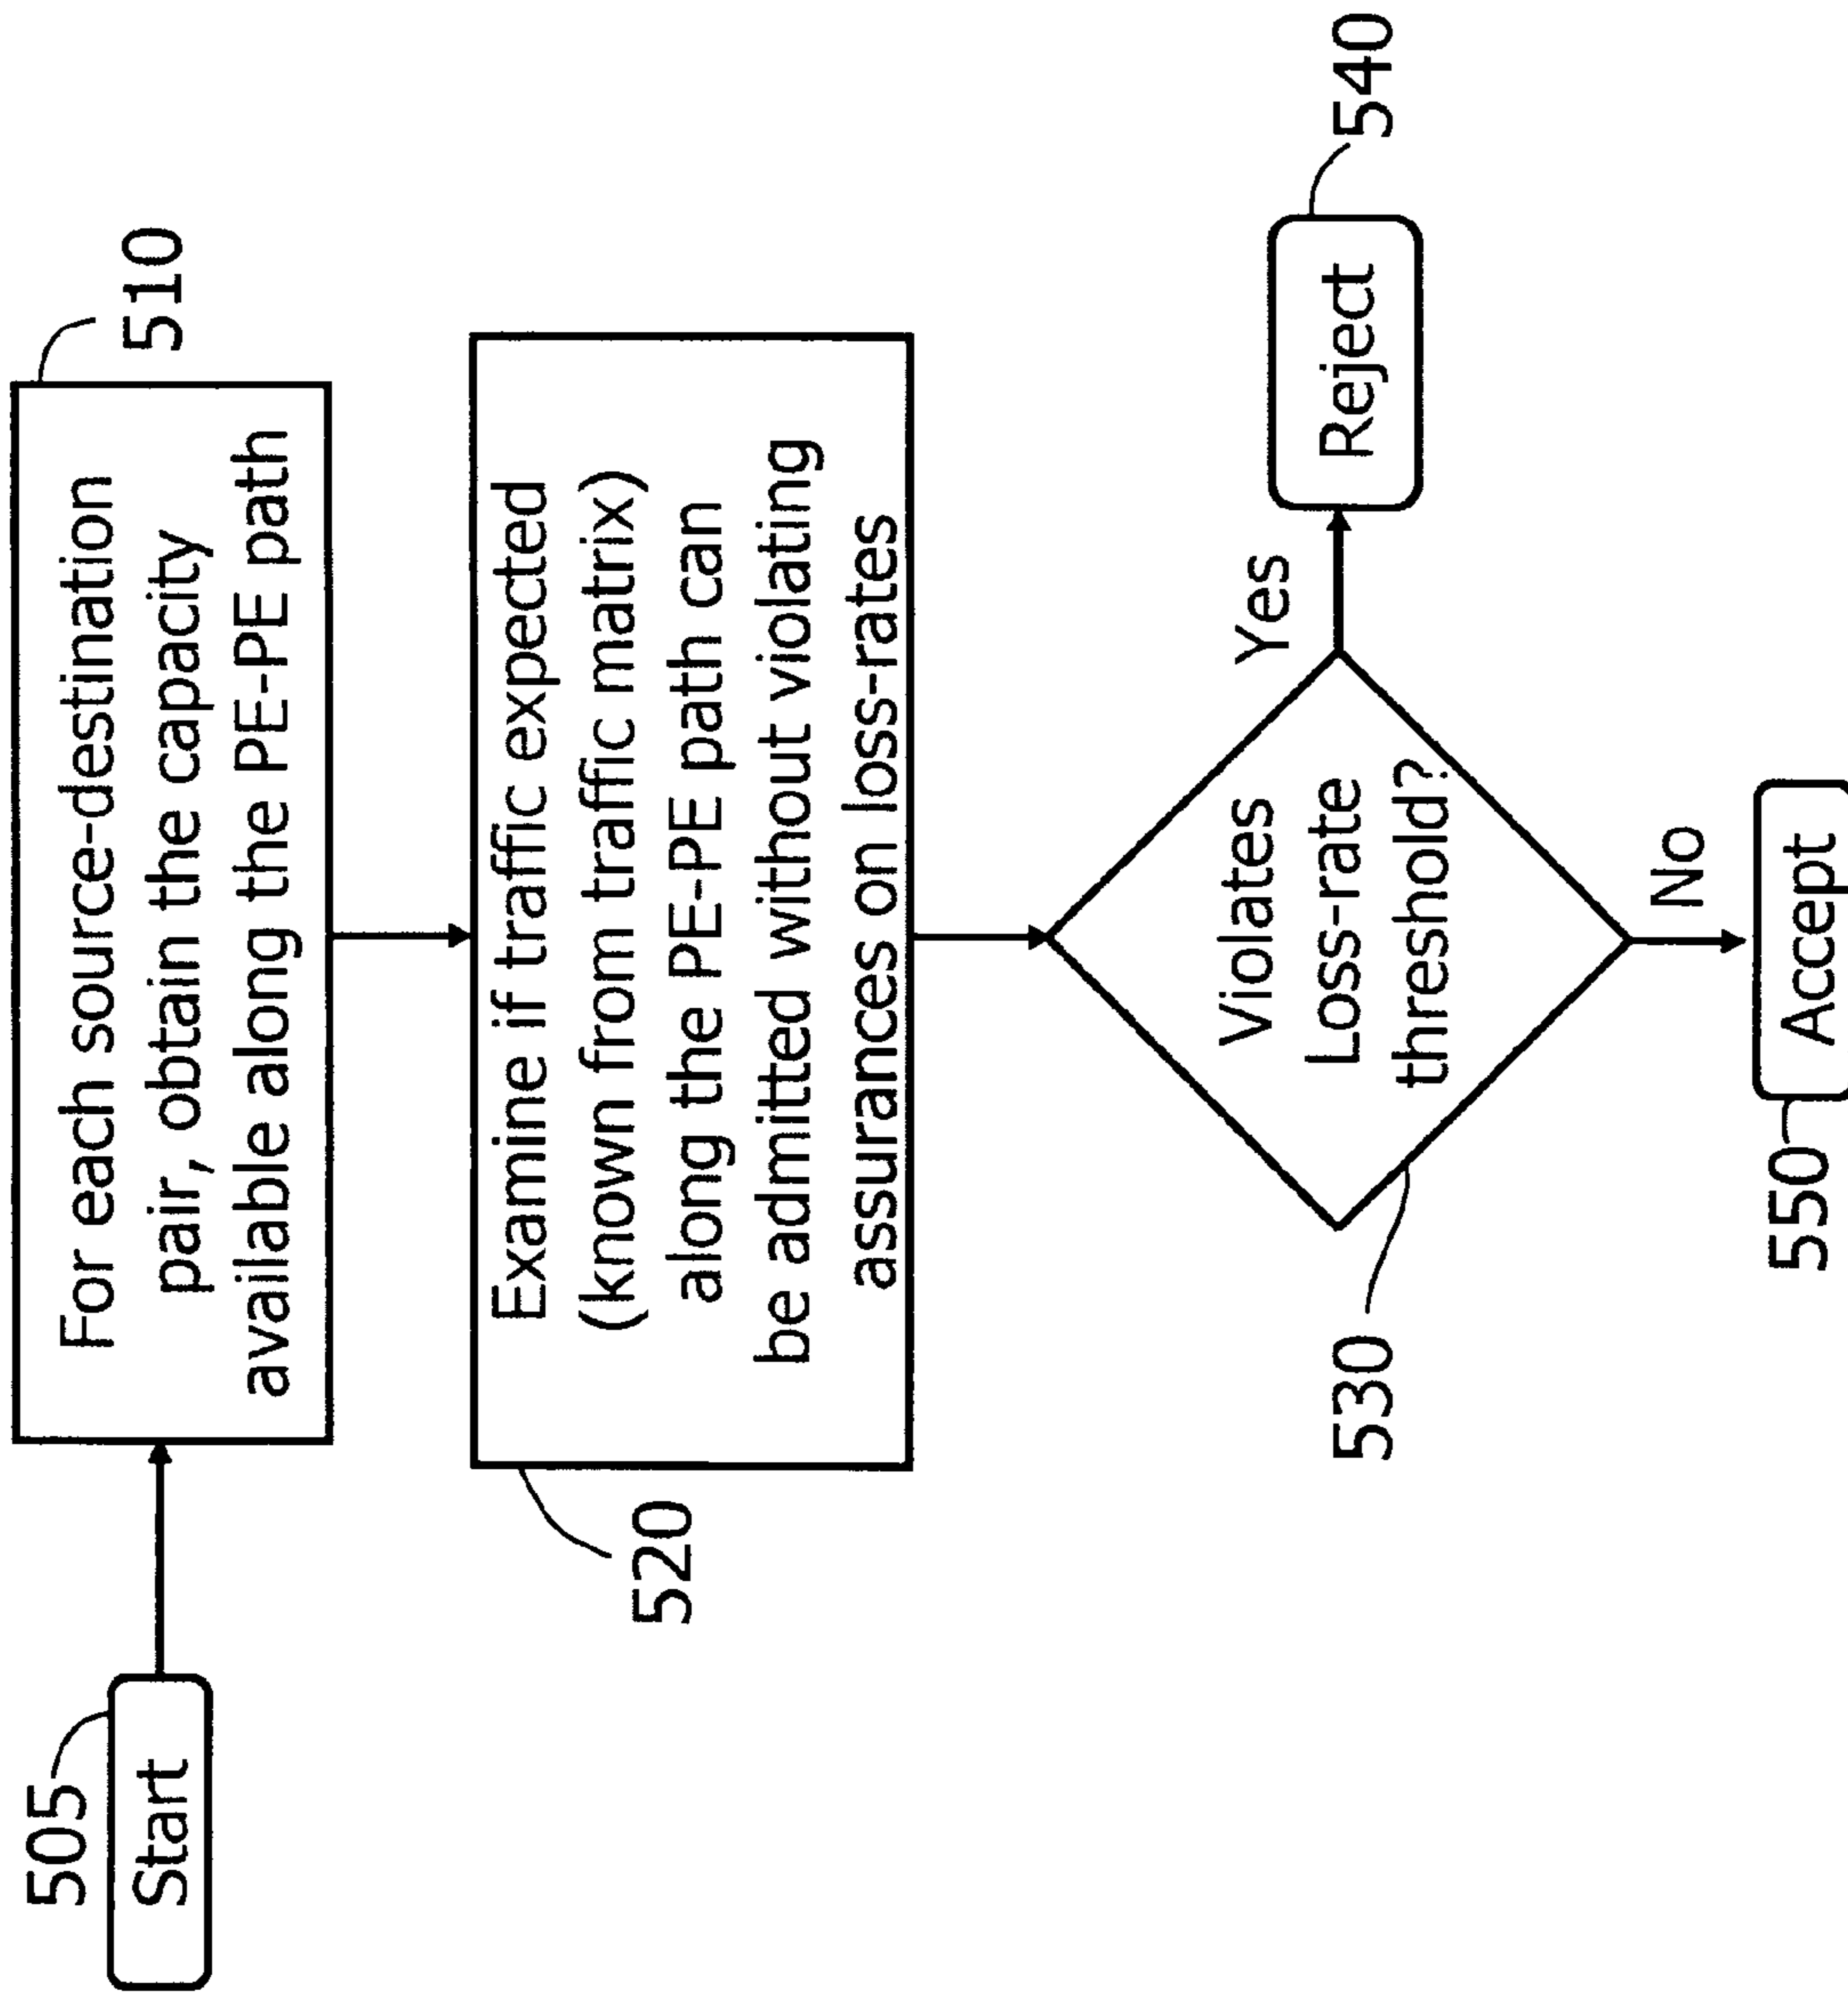 505
Start
510
For each source-destination
pair, obtain the capacity
available along the PE-PE path
520
Examine if traffic expected
(known from traffic matrix)
along the PE-PE path can
be admitted without violating
assurances on loss-rates
530
Violates
Loss-rate
threshold?
Yes
Reject
540
No
550
Accept